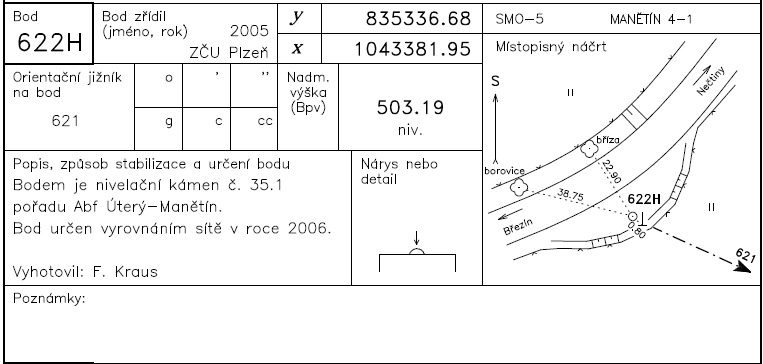 Bod
622H
Bod zřídil
(jméno, rok) 2005
ZČU Plzeň
y 835336.68
x 1043381.95
SMO-5 MANĚTÍN 4-1
Orientační jižník
na bod
621
o ' "
g c cc
Nadm.
výška
(Bpv)
503.19
niv.
Popis, způsob stabilizace a určení bodu
Bodem je nivelační kámen č. 35.1
pořadu Abf Úterý-Manětín.
Bod určen vyrovnáním sítě v roce 2006.
Vyhotovil: F. Kraus
Nárys nebo
detail
Místopisný náčrt
S
Nečtiny
bříza
borovice
22.90
38.75
622H
0.80
Březín
621
Poznámky: